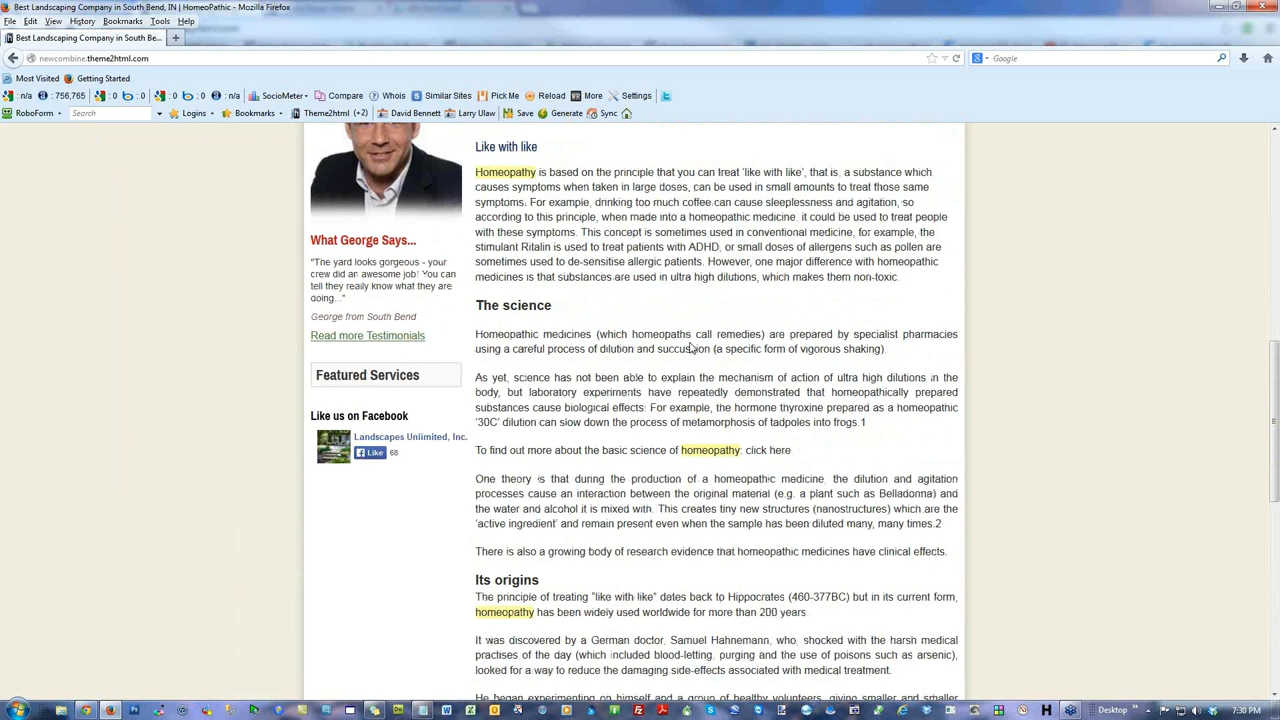 Best Landscaping Company in South Bend, IN | HomeoPathic - Mozilla Firefox
File Edit View History Bookmarks Tools Help
Best Landscaping Company in South Be...
newcombine.theme2html.com
Google
Most Visited Getting Started
: n/a : 756,765 : 0 : 0 : 0 : 0 : n/a SocioMeter Compare Whois Similar Sites Pick Me Reload More Settings
RoboForm Search Logins Bookmarks Theme2html (+2) David Bennett Larry Ulaw Save Generate Sync
Like with like
Homeopathy is based on the principle that you can treat 'like with like', that is, a substance which
causes symptoms when taken in large doses, can be used in small amounts to treat those same
symptoms. For example, drinking too much coffee can cause sleeplessness and agitation, so
according to this principle, when made into a homeopathic medicine, it could be used to treat people
with these symptoms. This concept is sometimes used in conventional medicine, for example, the
stimulant Ritalin is used to treat patients with ADHD, or small doses of allergens such as pollen are
sometimes used to de-sensitise allergic patients. However, one major difference with homeopathic
medicines is that substances are used in ultra high dilutions, which makes them non-toxic.
What George Says...
"The yard looks gorgeous - your
crew did an awesome job! You can
tell they really know what they are
doing..."
George from South Bend
Read more Testimonials
Featured Services
Like us on Facebook
Landscapes Unlimited, Inc.
Like 68
The science
Homeopathic medicines (which homeopaths call remedies) are prepared by specialist pharmacies
using a careful process of dilution and succussion (a specific form of vigorous shaking).
As yet, science has not been able to explain the mechanism of action of ultra high dilutions in the
body, but laboratory experiments have repeatedly demonstrated that homeopathically prepared
substances cause biological effects. For example, the hormone thyroxine prepared as a homeopathic
'30C' dilution can slow down the process of metamorphosis of tadpoles into frogs.1
To find out more about the basic science of homeopathy: click here
One theory is that during the production of a homeopathic medicine, the dilution and agitation
processes cause an interaction between the original material (e.g. a plant such as Belladonna) and
the water and alcohol it is mixed with. This creates tiny new structures (nanostructures) which are the
'active ingredient' and remain present even when the sample has been diluted many, many times.2
There is also a growing body of research evidence that homeopathic medicines have clinical effects.
Its origins
The principle of treating "like with like" dates back to Hippocrates (460-377BC) but in its current form,
homeopathy has been widely used worldwide for more than 200 years.
It was discovered by a German doctor, Samuel Hahnemann, who, shocked with the harsh medical
practises of the day (which included blood-letting, purging and the use of poisons such as arsenic),
looked for a way to reduce the damaging side-effects associated with medical treatment.
He began experimenting on himself and a group of healthy volunteers, giving smaller and smaller
Desktop 7:30 PM